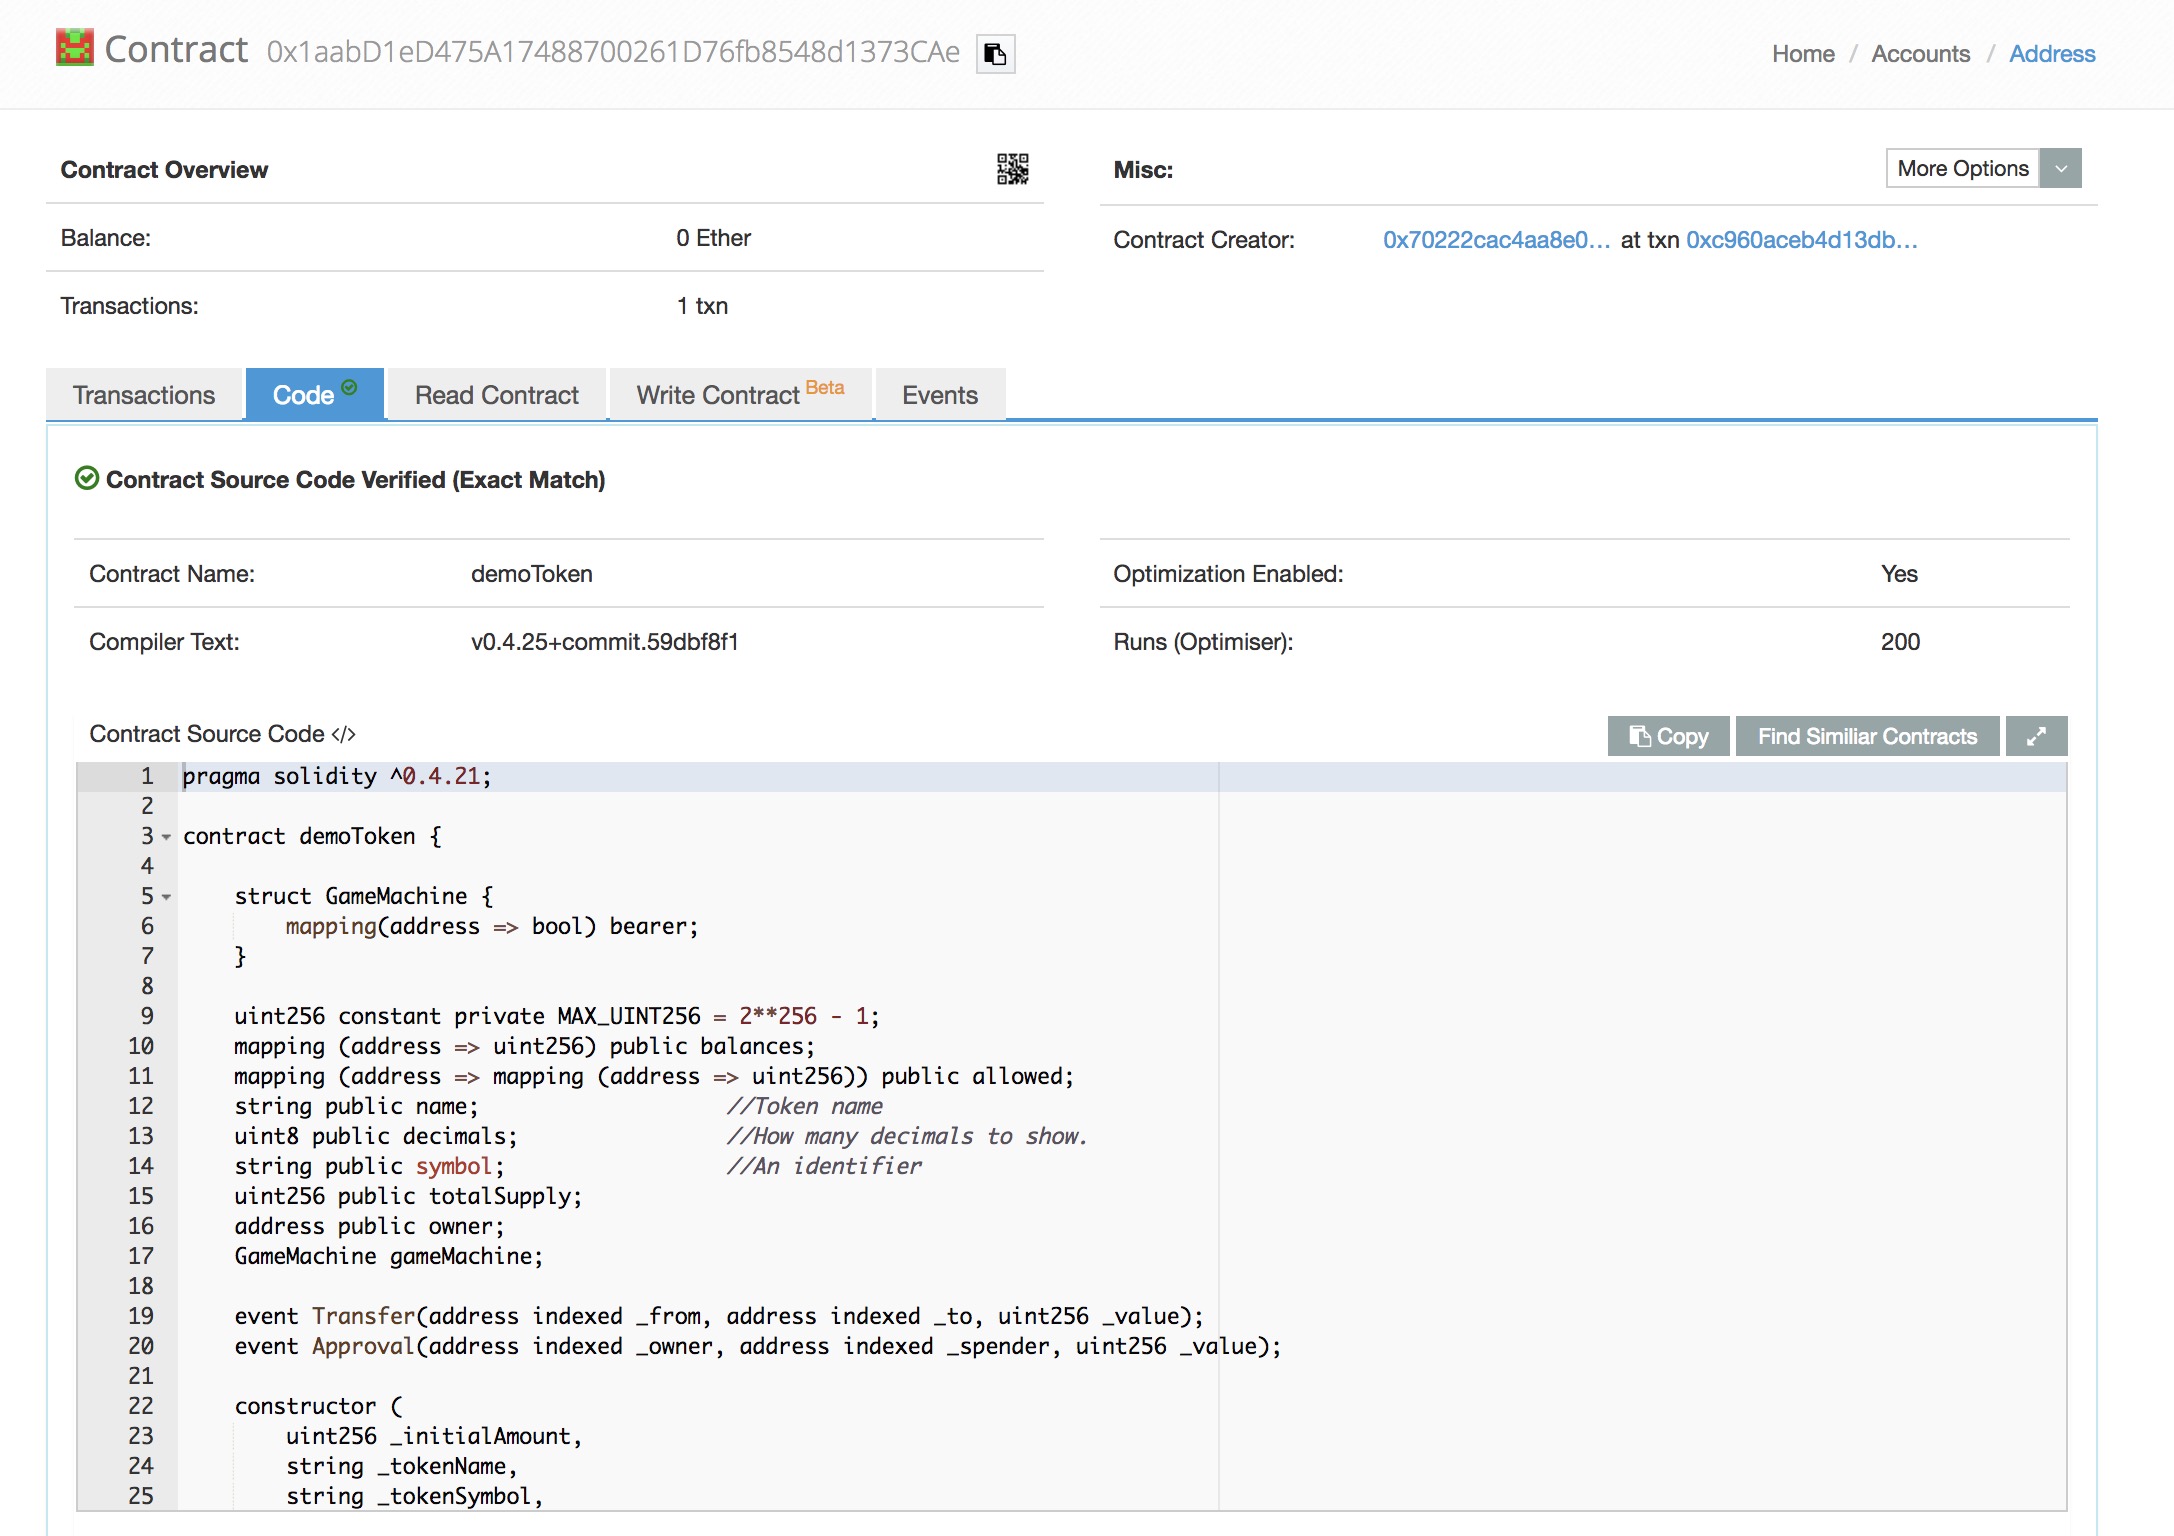 Contract 0x1aabD1eD475A17488700261D76fb8548d1373CAe
Home / Accounts / Address
Contract Overview
Balance: 0 Ether
Transactions: 1 txn
Misc:
More Options
Contract Creator: 0x70222cac4aa8e0... at txn 0xc960aceb4d13db...
Transactions
Code
Read Contract
Write Contract Beta
Events
Contract Source Code Verified (Exact Match)
Contract Name: demoToken
Compiler Text: v0.4.25+commit.59dbf8f1
Optimization Enabled: Yes
Runs (Optimiser): 200
Contract Source Code </>
Copy
Find Similiar Contracts
1 pragma solidity ^0.4.21;
2
3 contract demoToken {
4
5 struct GameMachine {
6 mapping(address => bool) bearer;
7 }
8
9 uint256 constant private MAX_UINT256 = 2**256 - 1;
10 mapping (address => uint256) public balances;
11 mapping (address => mapping (address => uint256)) public allowed;
12 string public name; //Token name
13 uint8 public decimals; //How many decimals to show.
14 string public symbol; //An identifier
15 uint256 public totalSupply;
16 address public owner;
17 GameMachine gameMachine;
18
19 event Transfer(address indexed _from, address indexed _to, uint256 _value);
20 event Approval(address indexed _owner, address indexed _spender, uint256 _value);
21
22 constructor (
23 uint256 _initialAmount,
24 string _tokenName,
25 string _tokenSymbol,